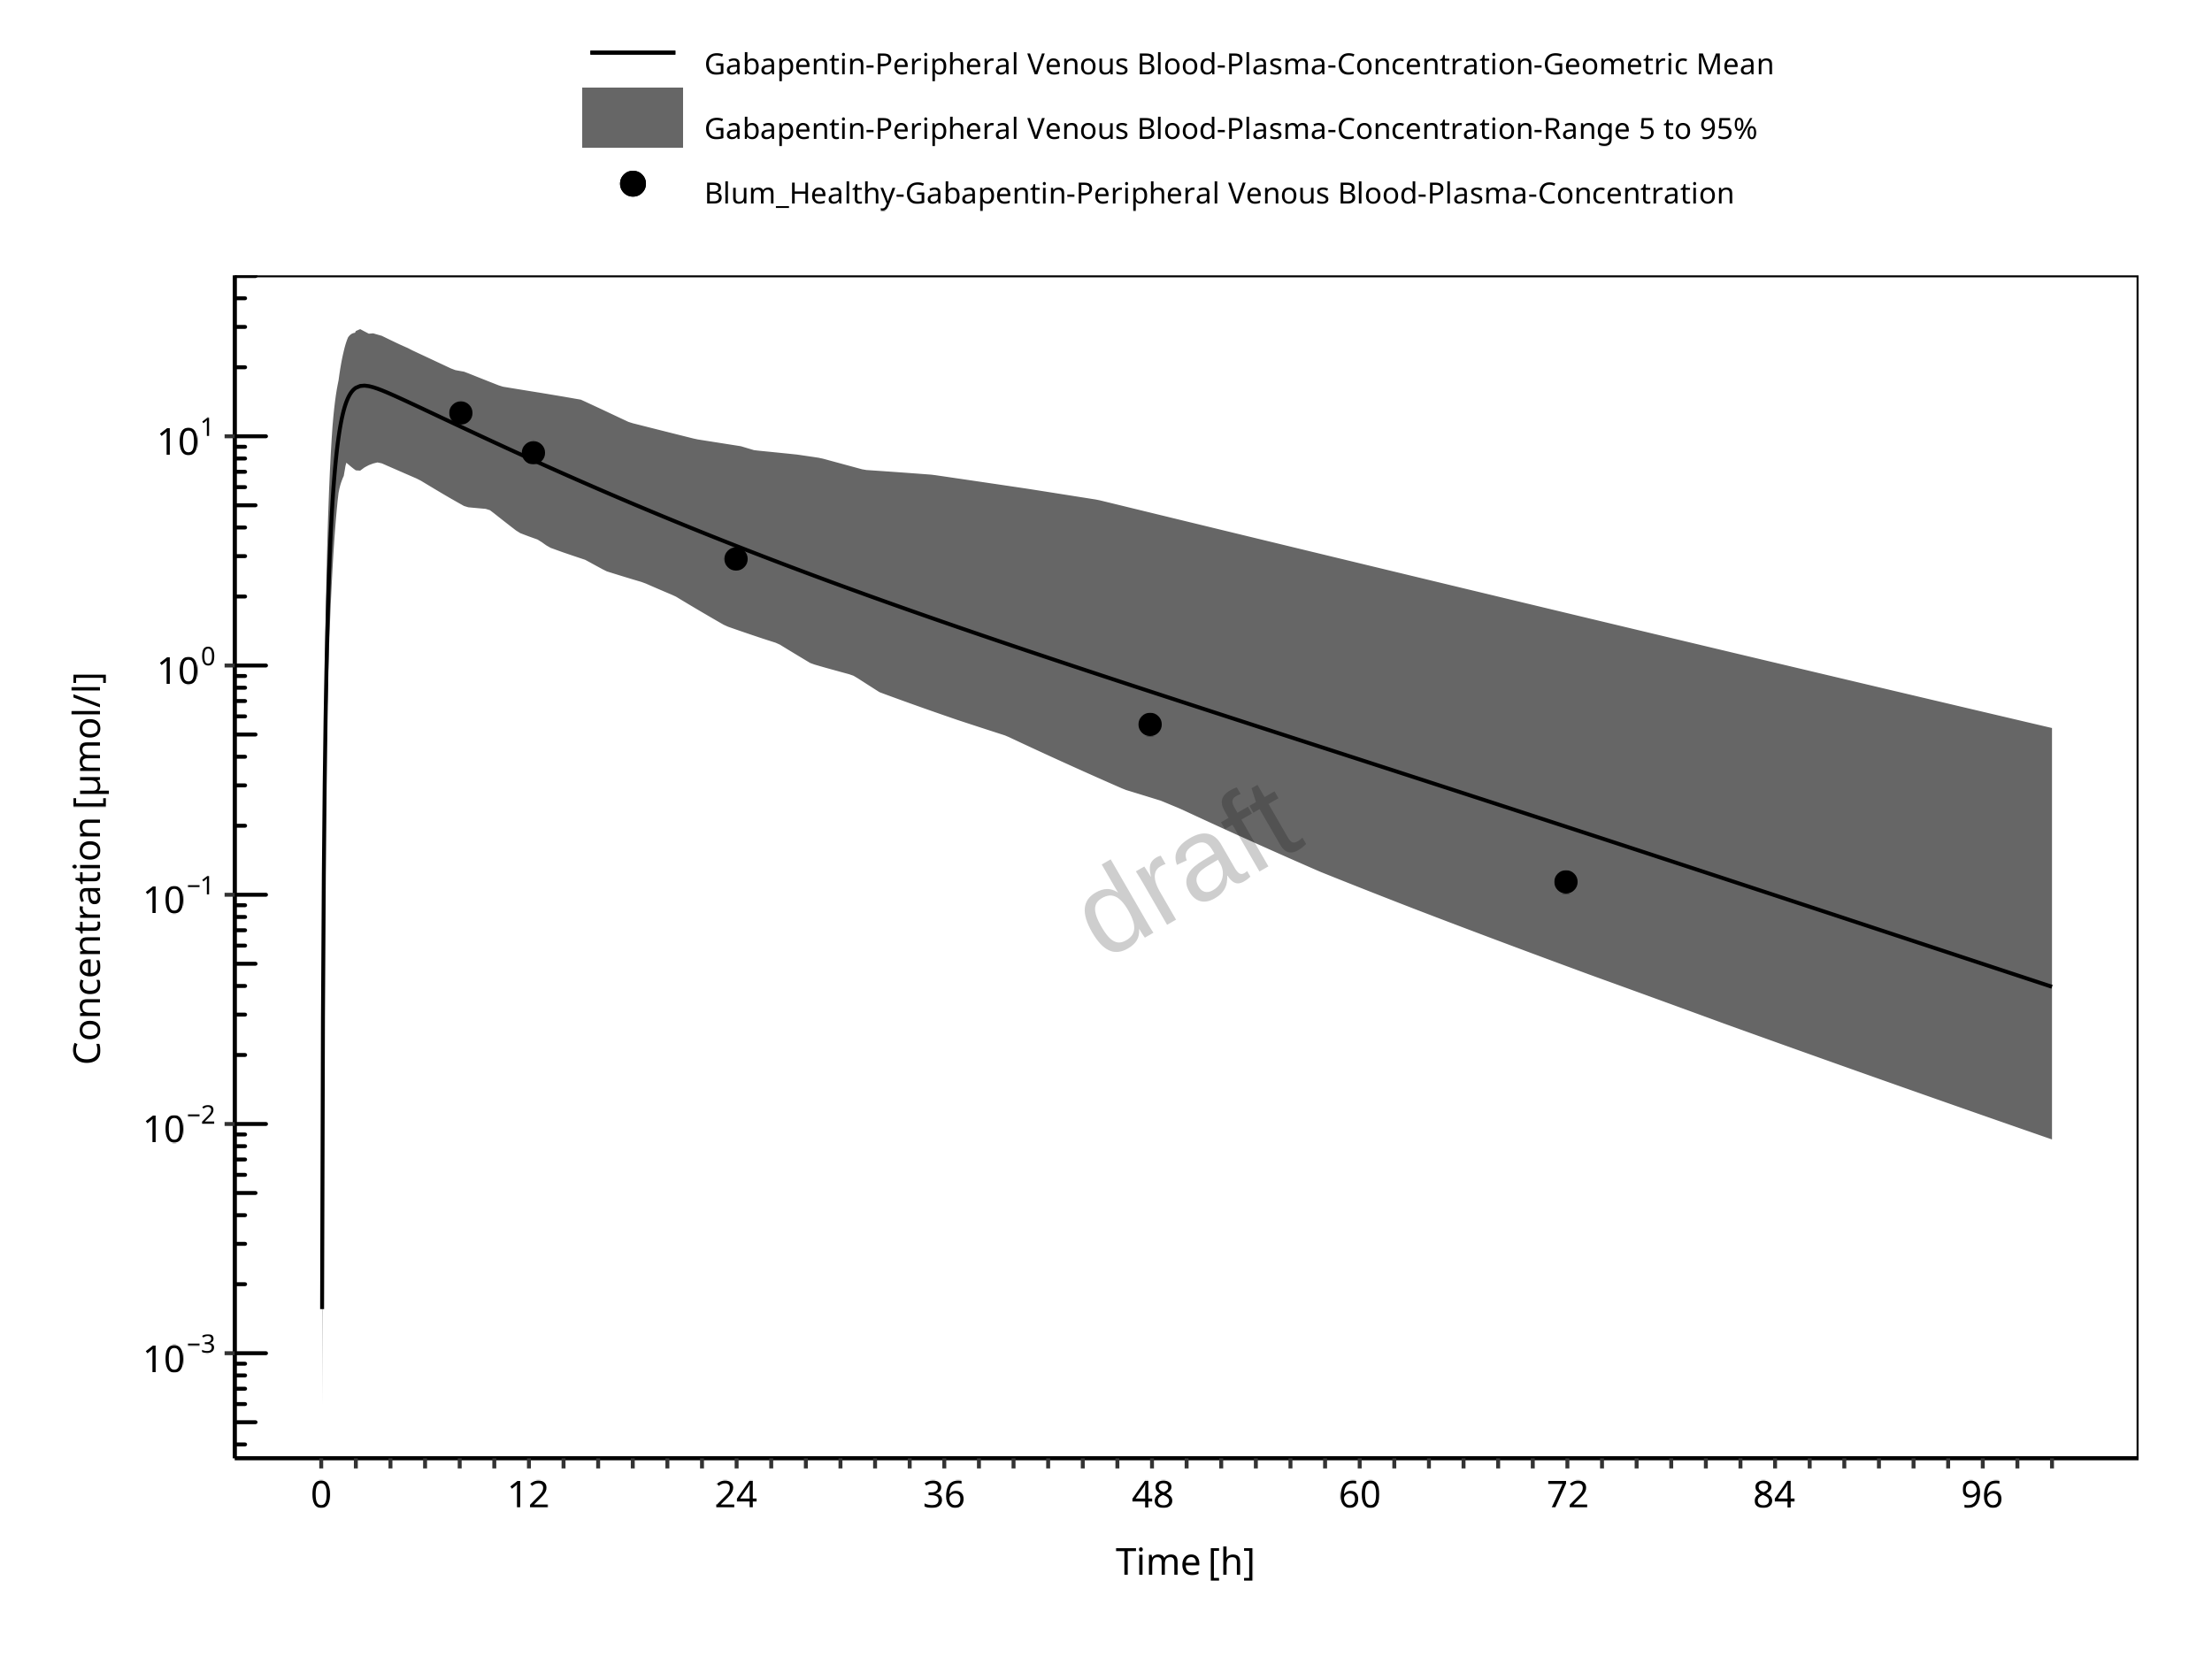 Gabapentin-Peripheral Venous Blood-Plasma-Concentration-Geometric Mean
Gabapentin-Peripheral Venous Blood-Plasma-Concentration-Range 5 to 95%
Blum_Healthy-Gabapentin-Peripheral Venous Blood-Plasma-Concentration
Concentration [µmol/l]
10¹
10⁰
10⁻¹
10⁻²
10⁻³
draft
0 12 24 36 48 60 72 84 96
Time [h]